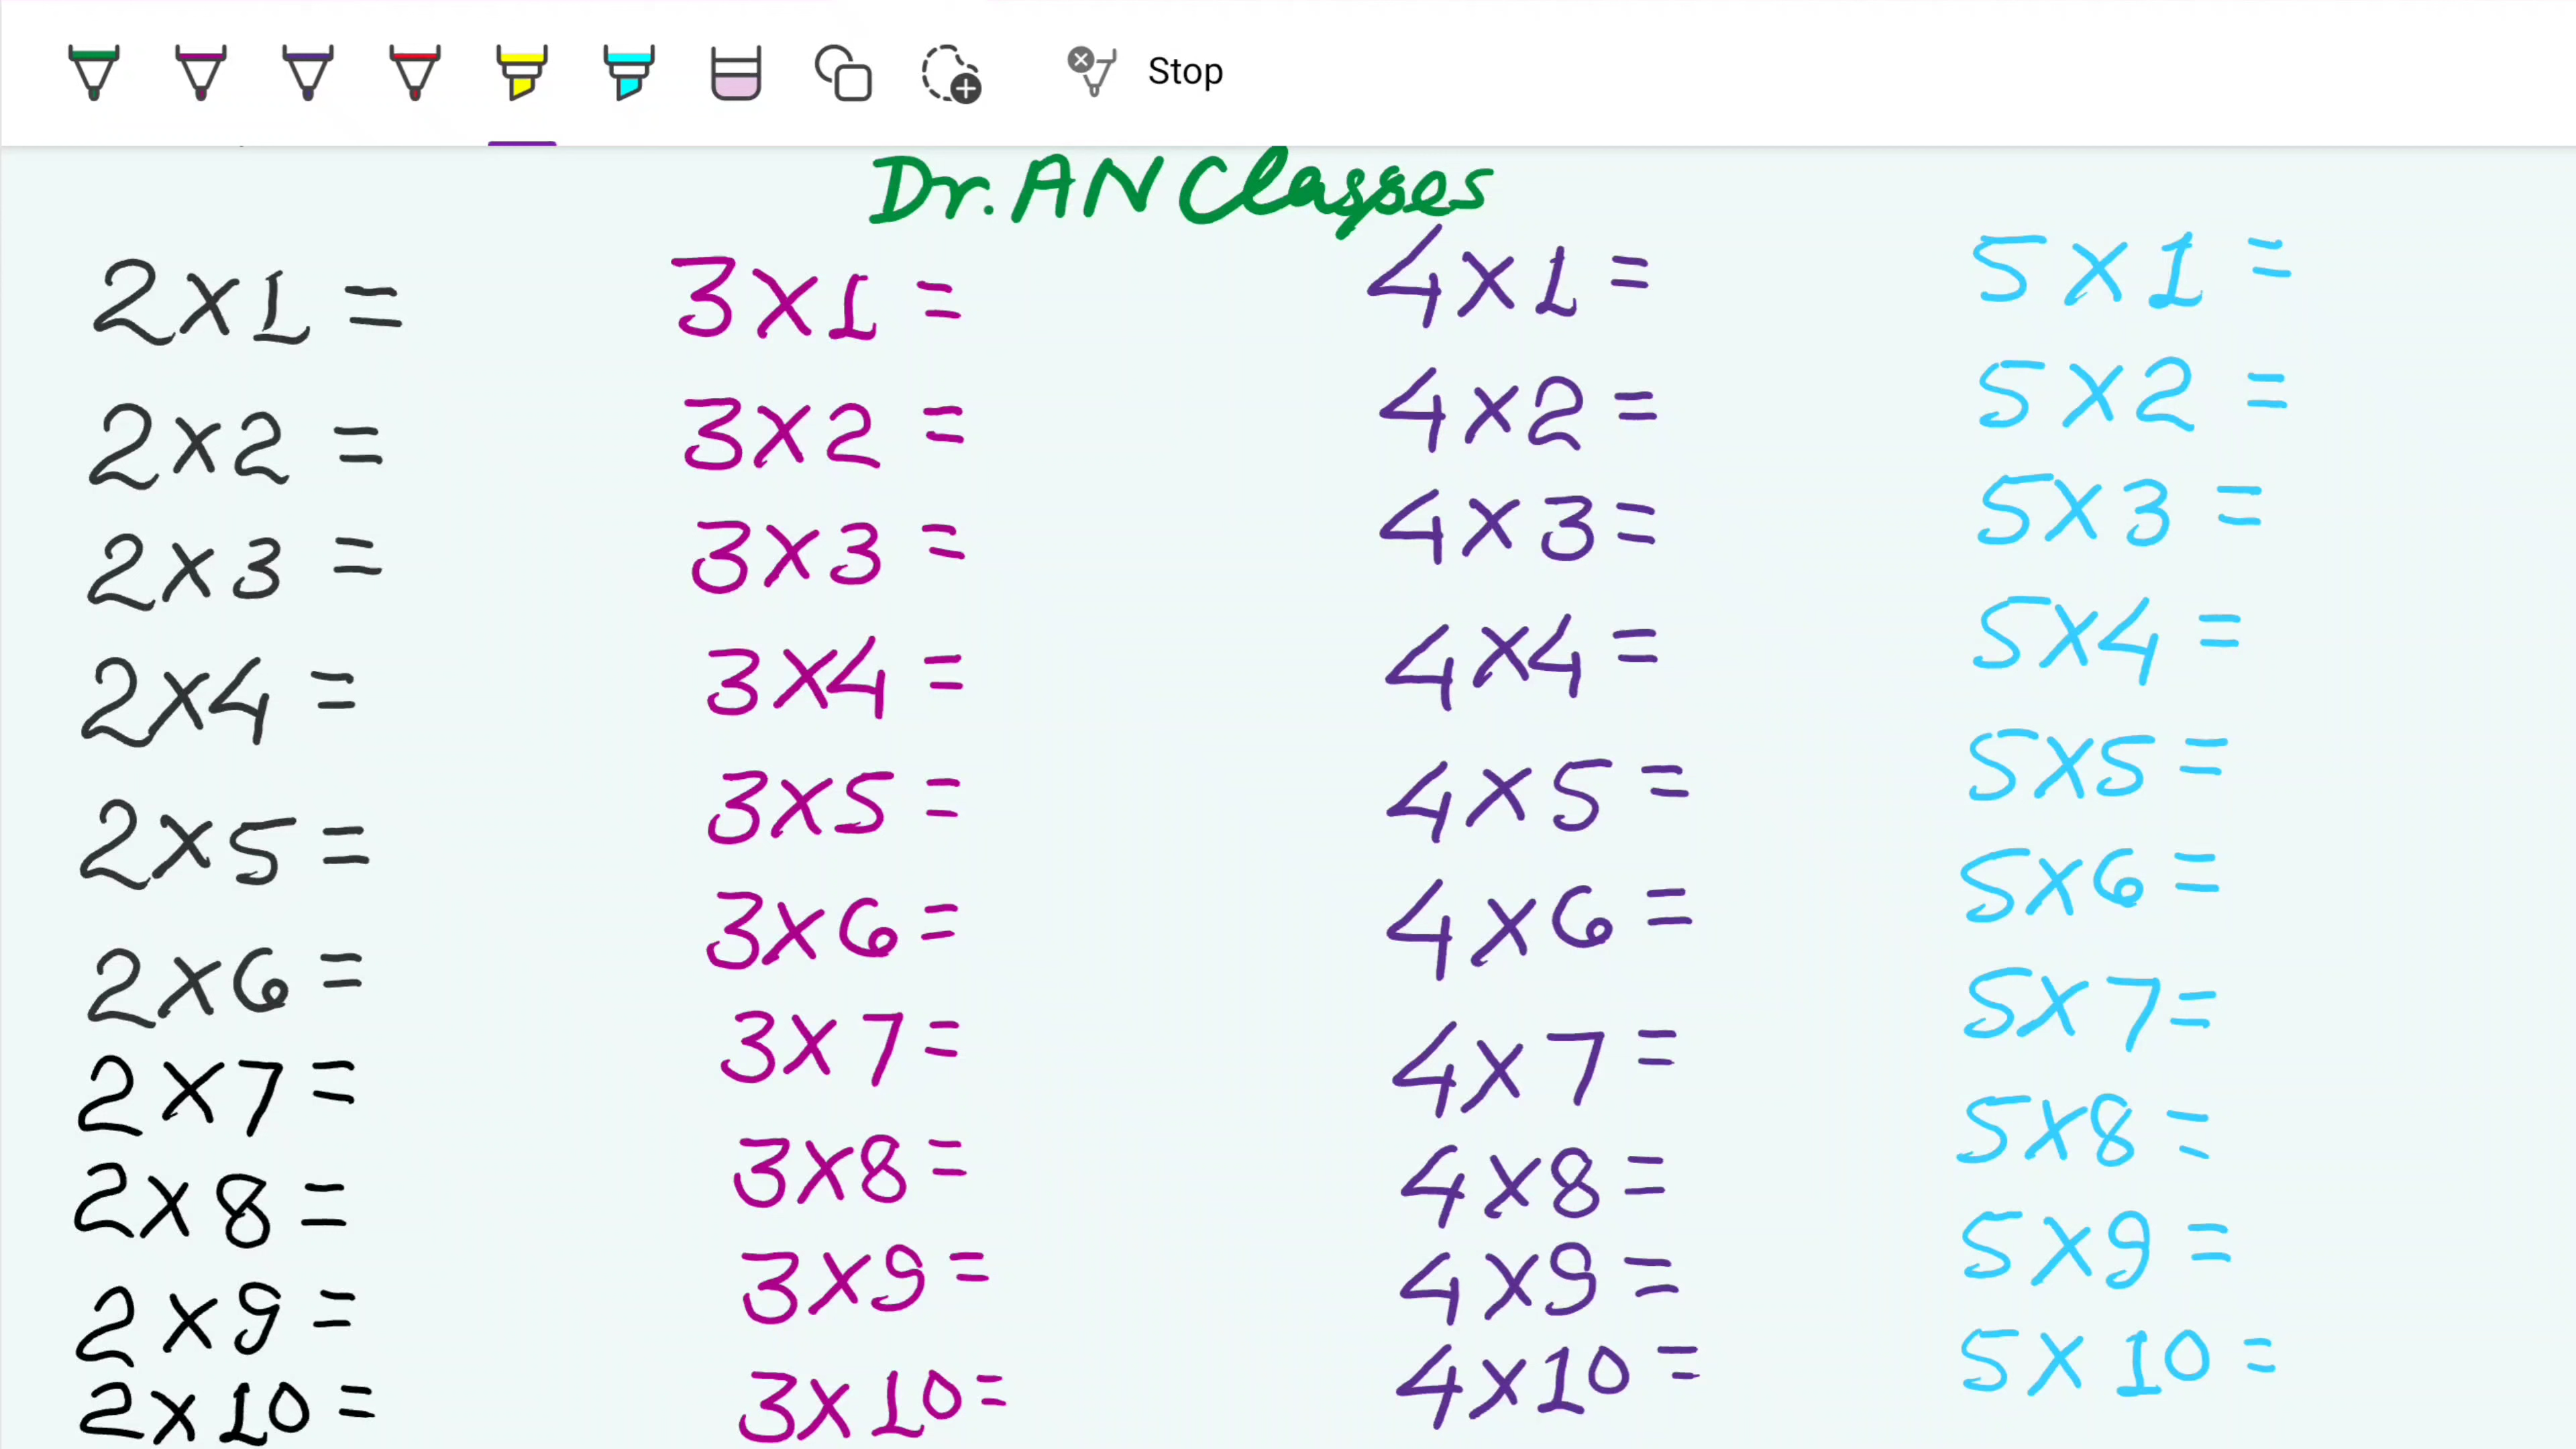 Stop
Dr. AN Classes
2x1=
2x2=
2x3=
2x4=
2x5=
2x6=
2x7=
2x8=
2x9=
2x10=
3x1=
3x2=
3x3=
3x4=
3x5=
3x6=
3x7=
3x8=
3x9=
3x10=
4x1=
4x2=
4x3=
4x4=
4x5=
4x6=
4x7=
4x8=
4x9=
4x10=
5x1=
5x2=
5x3=
5x4=
5x5=
5x6=
5x7=
5x8=
5x9=
5x10=